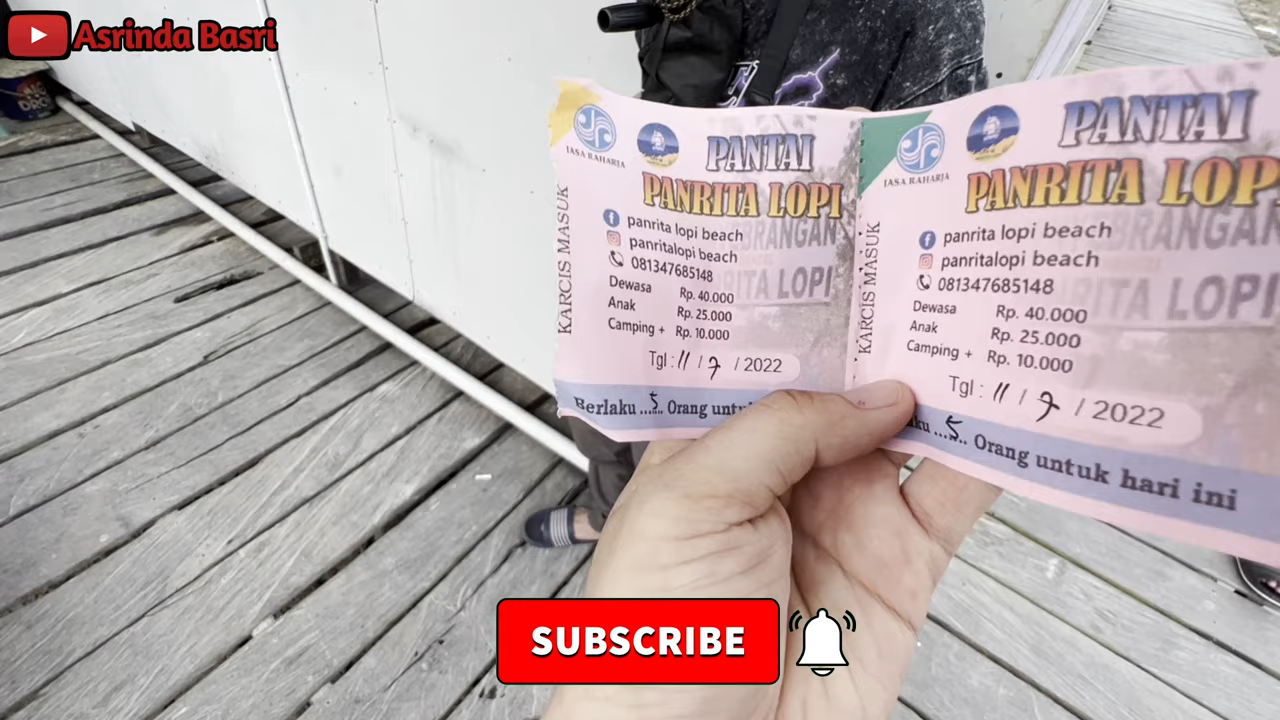 Asrinda Basri
JASA RAHARJA
PANTAI
PANRITA LOPI
KARCIS MASUK
panrita lopi beach
panritalopi beach
081347685148
Dewasa Rp. 40.000
Anak Rp. 25.000
Camping + Rp. 10.000
Tgl : 11 / 7 / 2022
Berlaku ...5... Orang
JASA RAHARJA
PANTAI
PANRITA LOPI
KARCIS MASUK
panrita lopi beach
panritalopi beach
081347685148
Dewasa Rp. 40.000
Anak Rp. 25.000
Camping + Rp. 10.000
Tgl : 11 / 7 / 2022
...5... Orang untuk hari ini
SUBSCRIBE